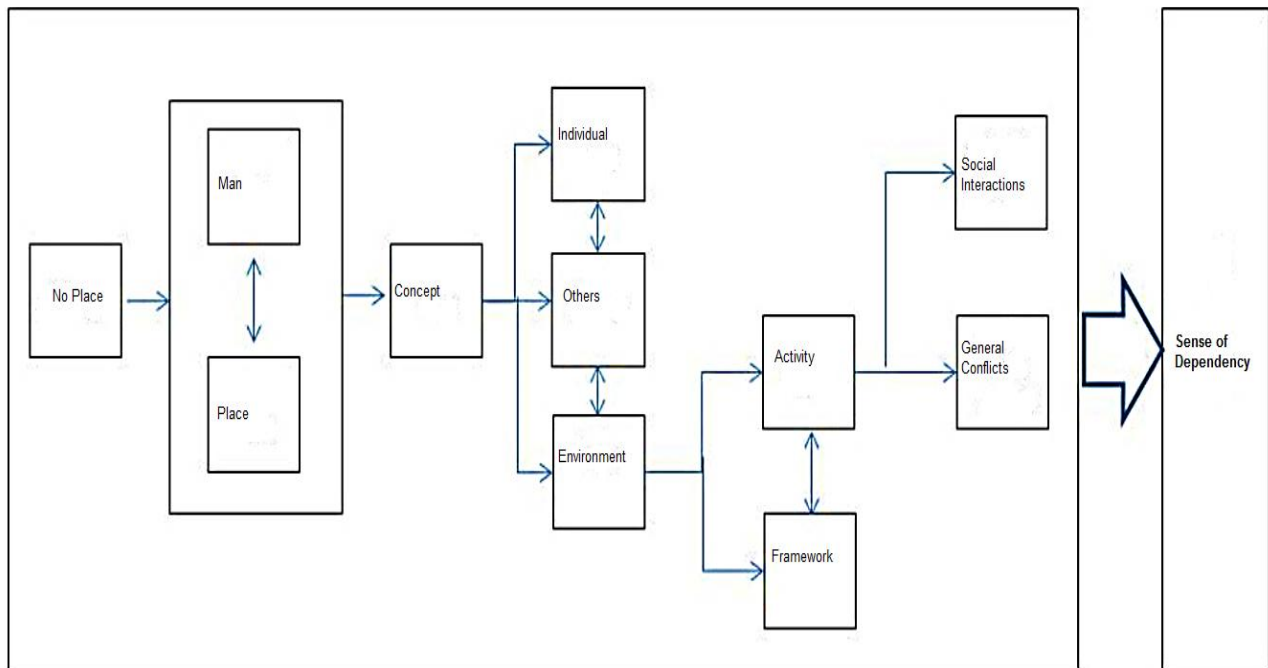 No Place
Man
Place
Concept
Individual
Others
Environment
Activity
Framework
Social
Interactions
General
Conflicts
Sense of
Dependency